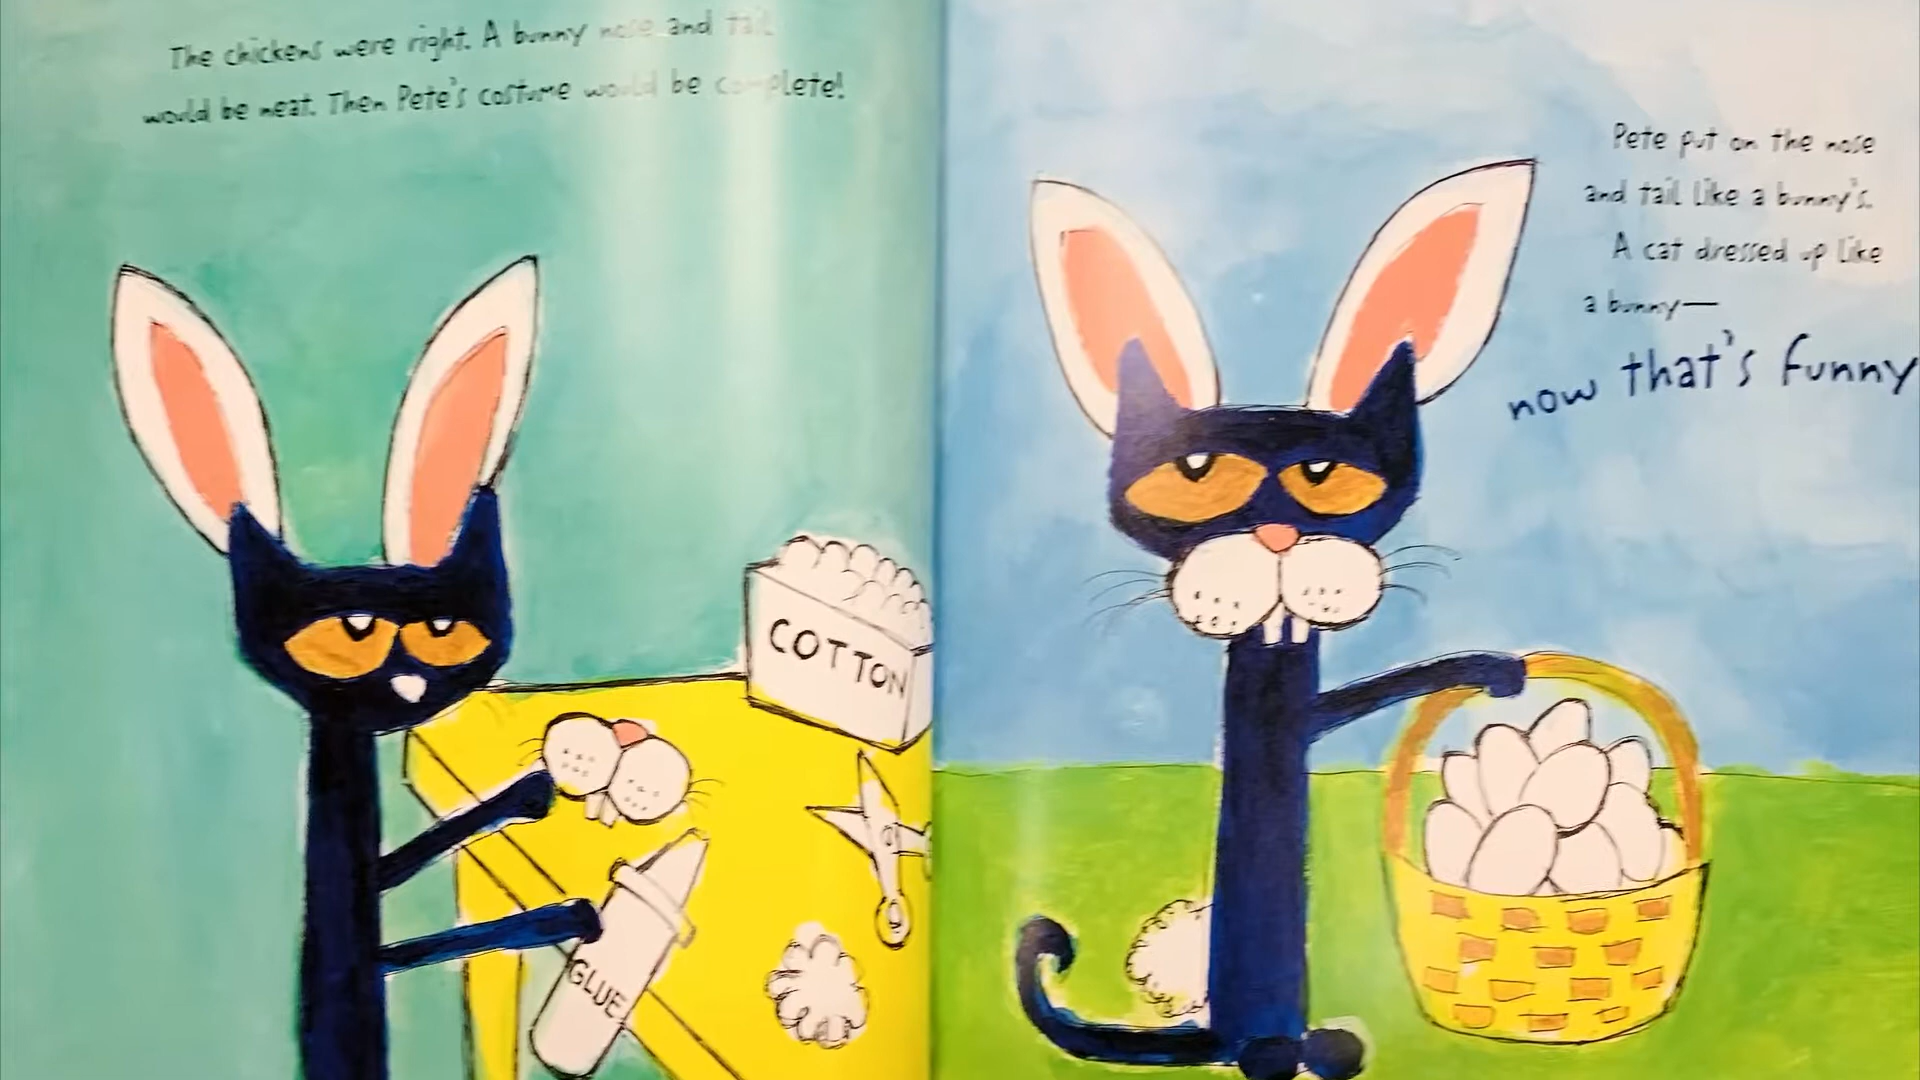 The chickens were right. A bunny nose and tail
would be neat. Then Pete's costume would be complete!
COTTON
GLUE
Pete put on the nose
and tail like a bunny's.
A cat dressed up like
a bunny—
now that's funny